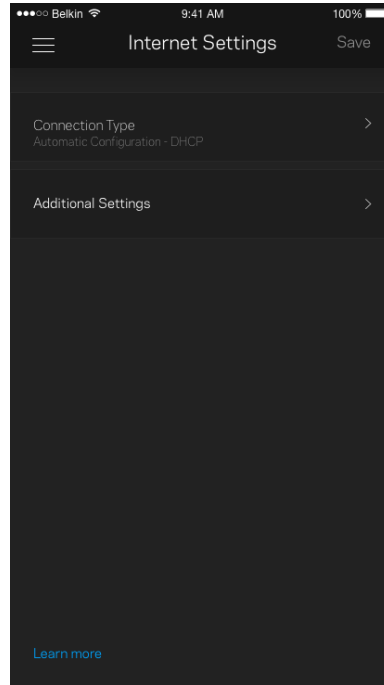 Belkin 9:41 AM 100%
Internet Settings Save
Connection Type
Automatic Configuration - DHCP
Additional Settings
Learn more